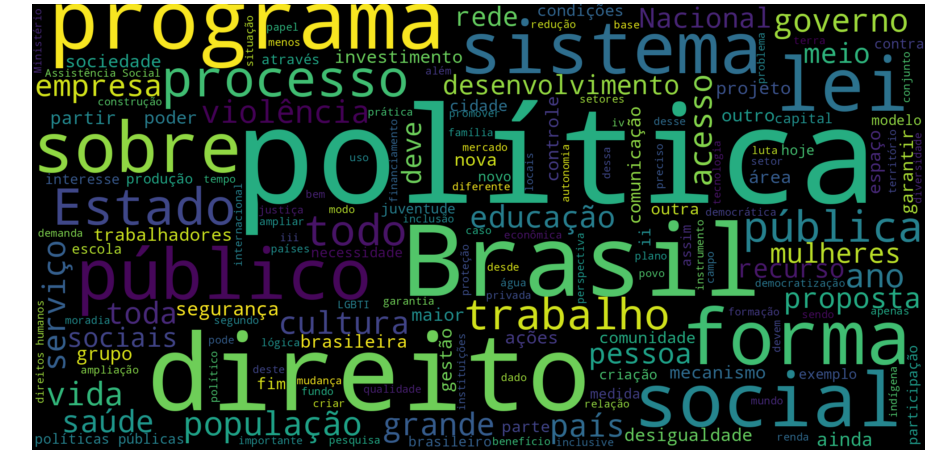 programa
rede
condições
redução
base
Nacional
governo
Ministério
situação
papel
menos
sistema
terra
contra
sociedade
através
investimento
problema
meio
lei
Assistência Social
processo
desenvolvimento
projeto
conjunto
empresa
construção
violência
prática
cidade
promover
setores
outro
capital
modelo
partir
poder
deve
controle
iv
desse
acesso
sobre
política
família
comunicação
luta
hoje
espaço
território
diversidade
garantir
uso
mercado
nova
dessa
preciso
setor
tecnologia
interesse
produção
tempo
financiamento
novo
diferente
locais
autonomia
área
Estado
internacional
justiça
bem
modo
juventude
educação
outra
democrática
pública
demanda
ampliar
todo
inclusão
trabalhadores
iii
caso
econômica
ii
instrumento
assim
mulheres
escola
países
necessidade
Brasil
perspectiva
plano
povo
campo
serviço
público
desde
proteção
água
privada
recurso
ano
democratização
moradia
toda
segurança
LGBTI
garantia
maior
trabalho
formação
sendo
proposta
apenas
direitos humanos
sociais
segundo
cultura
brasileira
ações
comunidade
devem
forma
grupo
pode
lógica
gestão
instituições
pessoa
ampliação
político
deste
fim
mudança
direito
dado
criação
mecanismo
exemplo
participação
indígena
vida
fundo
criar
qualidade
relação
medida
social
mundo
saúde
população
grande
parte
benefício
país
desigualdade
renda
ainda
políticas públicas
importante
pesquisa
brasileiro
inclusive